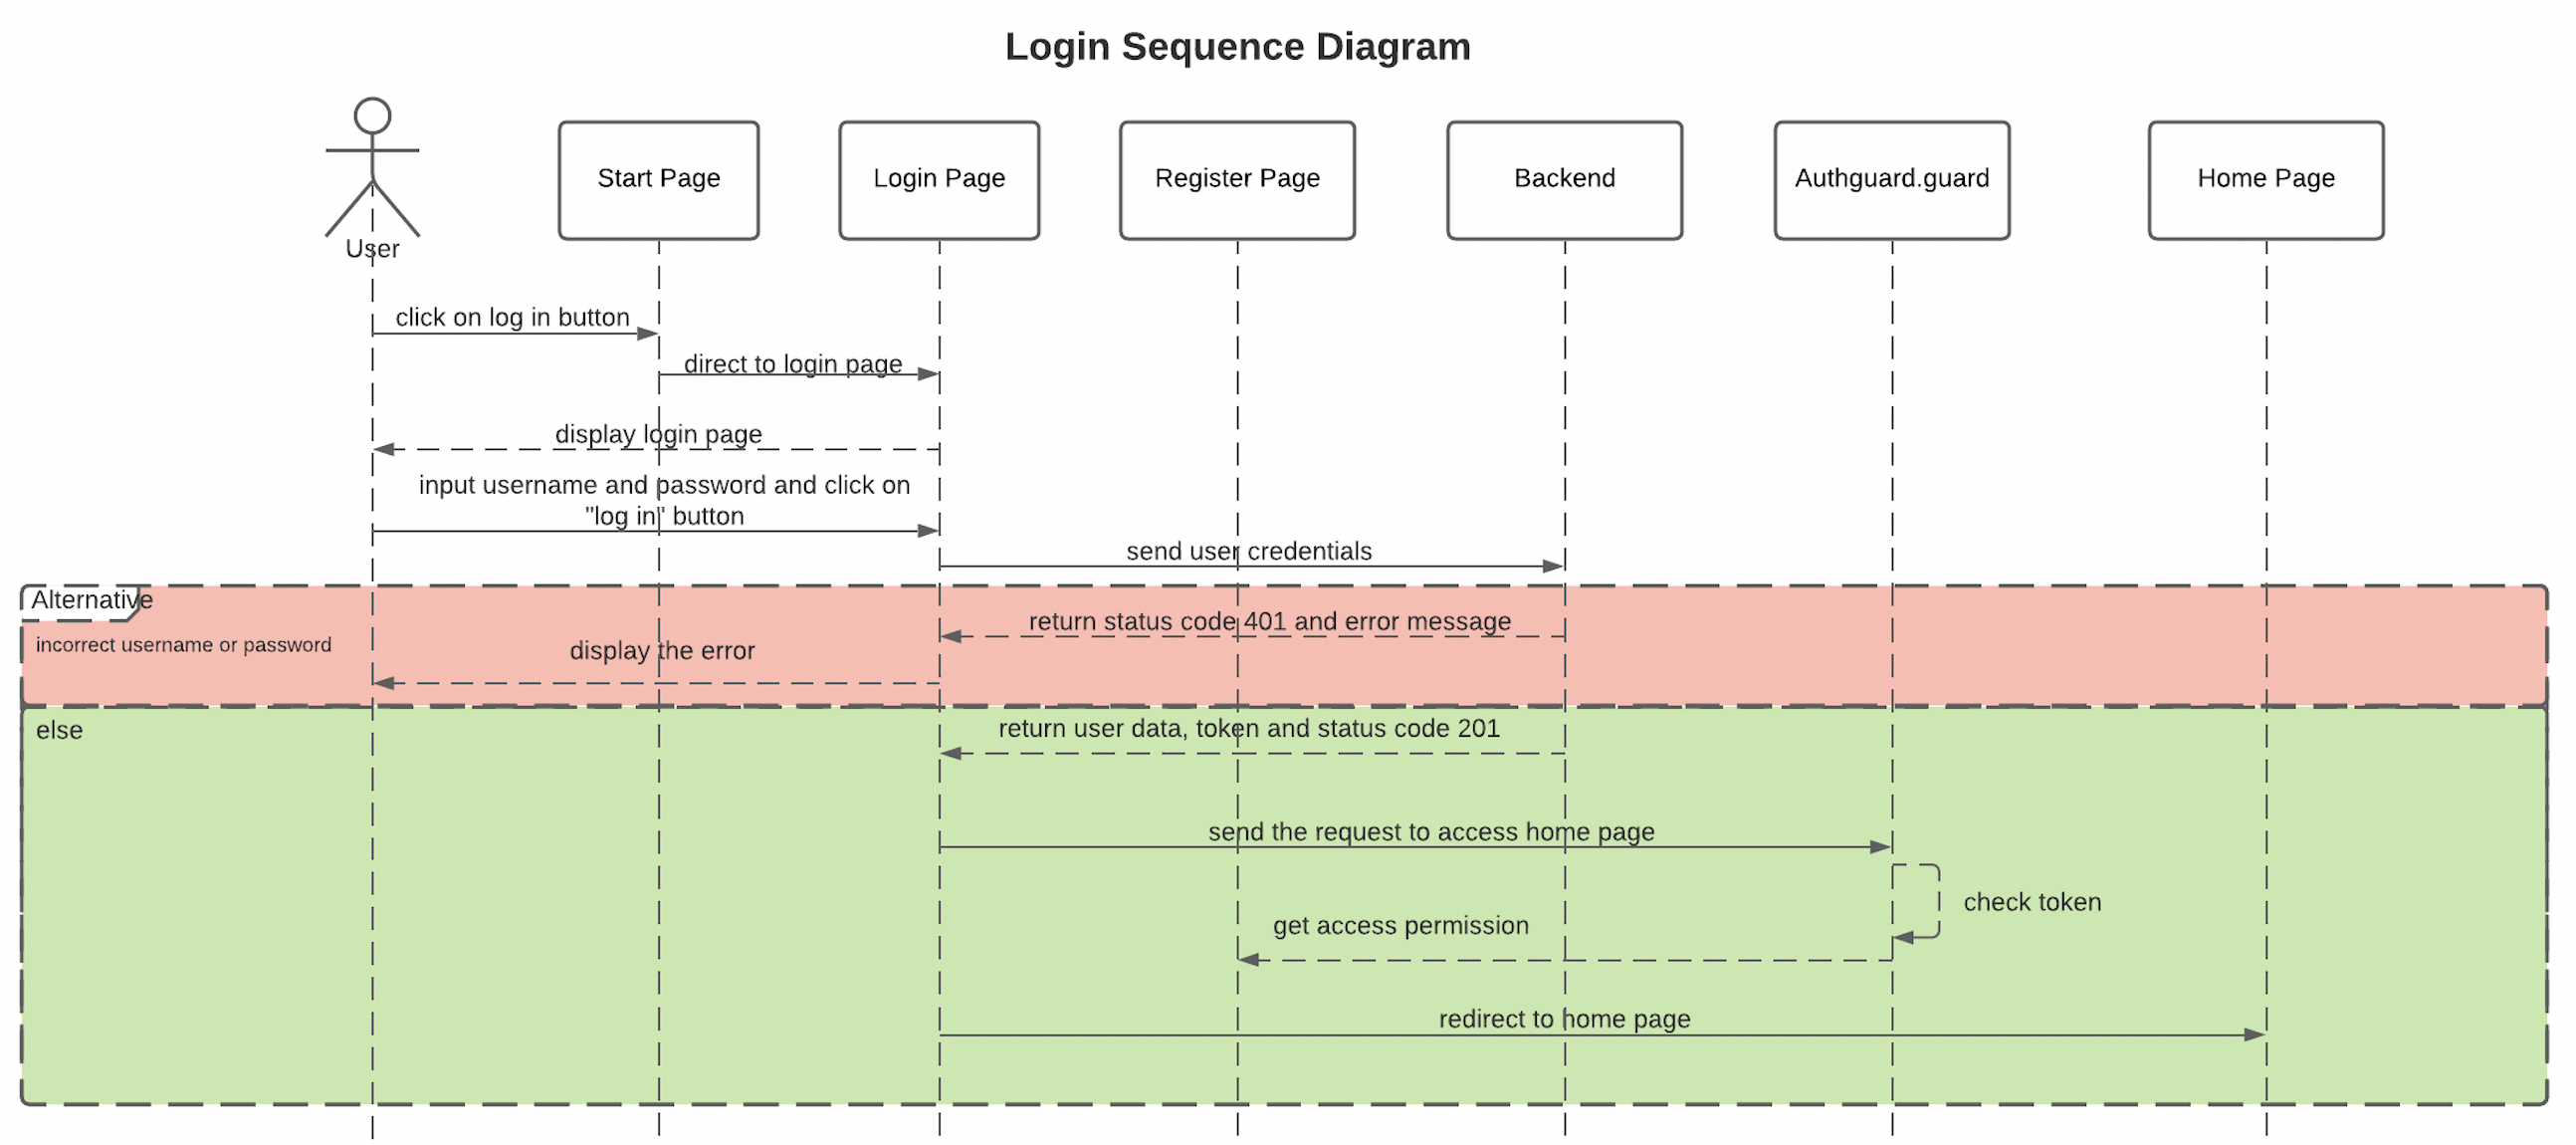 Login Sequence Diagram
User
Start Page
Login Page
Register Page
Backend
Authguard.guard
Home Page
click on log in button
direct to login page
display login page
input username and password and click on
"log in" button
send user credentials
Alternative
incorrect username or password
return status code 401 and error message
display the error
else
return user data, token and status code 201
send the request to access home page
check token
get access permission
redirect to home page